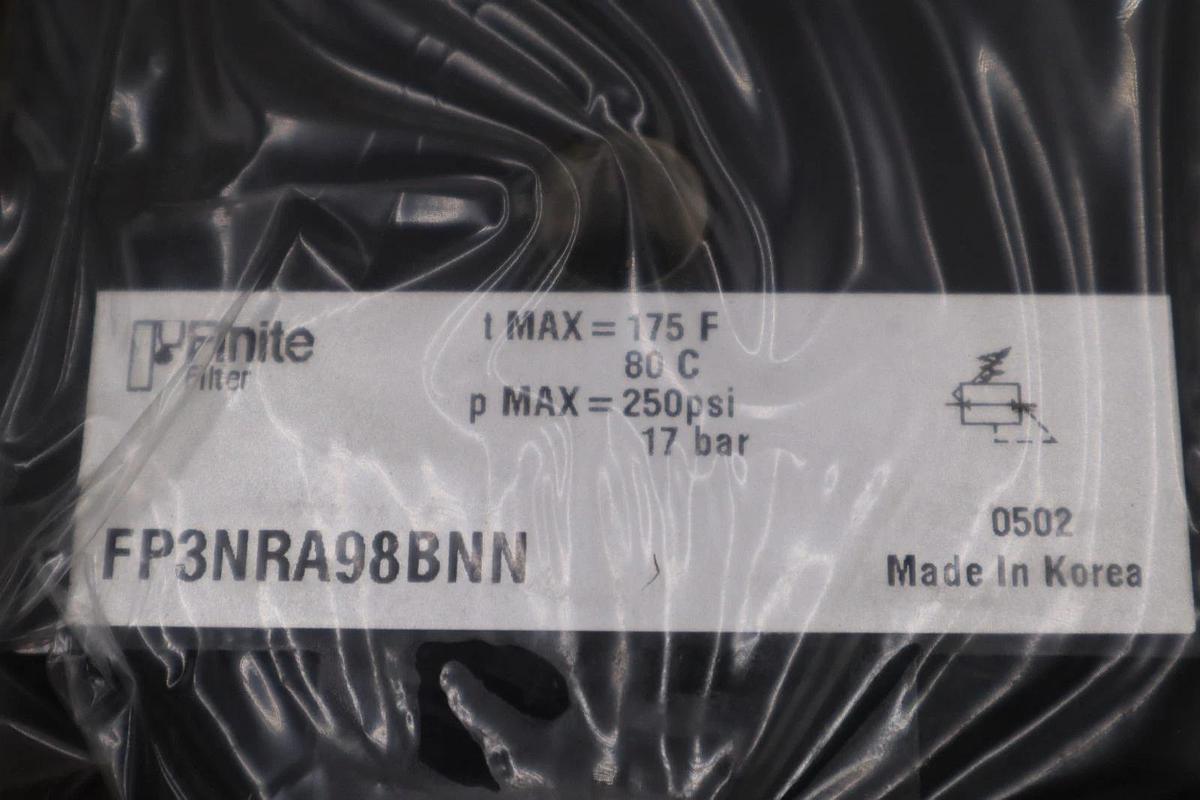 Finite
Filter
t MAX = 175 F
80 C
p MAX = 250psi
17 bar
FP3NRA98BNN
0502
Made In Korea